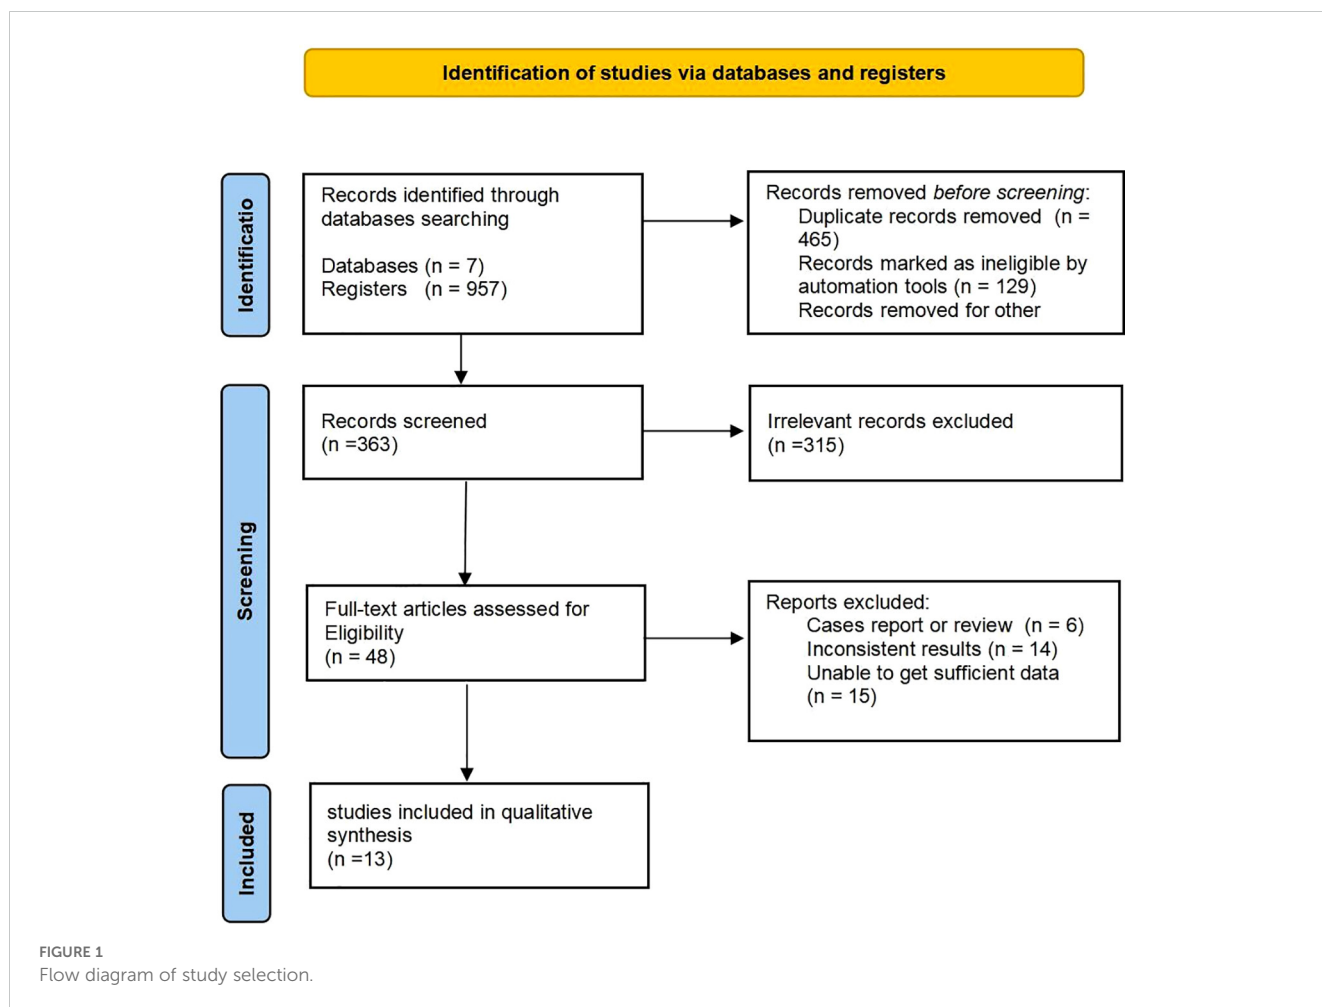 Identification of studies via databases and registers
Identificatio
Records identified through
databases searching
Databases (n = 7)
Registers (n = 957)
Records removed before screening:
Duplicate records removed (n =
465)
Records marked as ineligible by
automation tools (n = 129)
Records removed for other
Screening
Records screened
(n =363)
Irrelevant records excluded
(n =315)
Full-text articles assessed for
Eligibility
(n = 48)
Reports excluded:
Cases report or review (n = 6)
Inconsistent results (n = 14)
Unable to get sufficient data
(n = 15)
Included
studies included in qualitative
synthesis
(n =13)
FIGURE 1
Flow diagram of study selection.